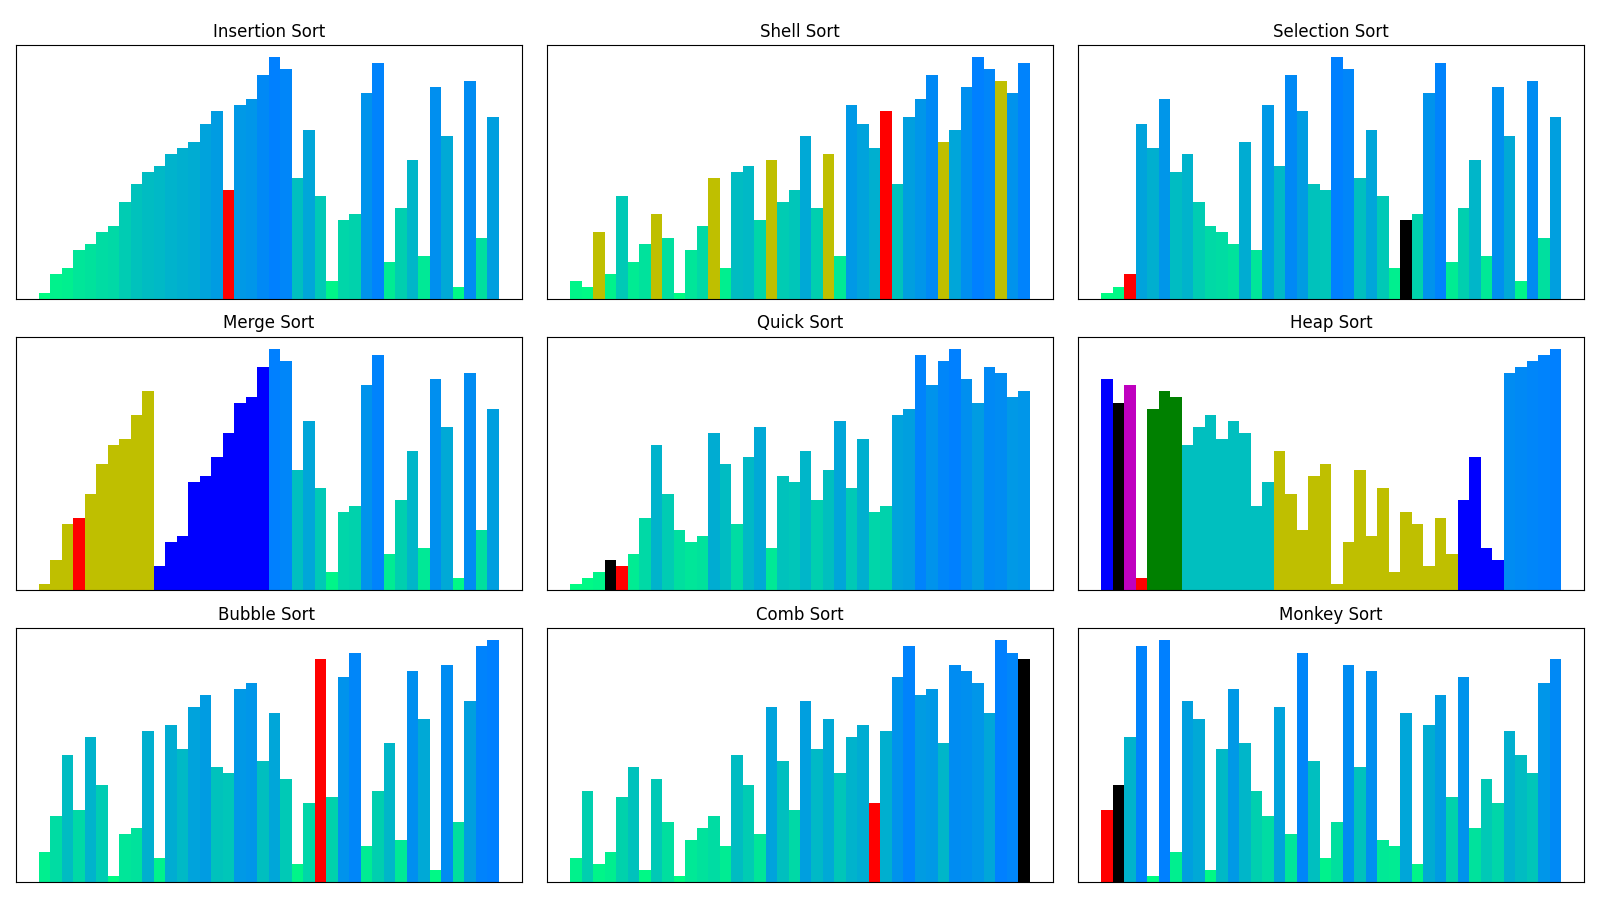 Insertion Sort
Shell Sort
Selection Sort
Merge Sort
Quick Sort
Heap Sort
Bubble Sort
Comb Sort
Monkey Sort